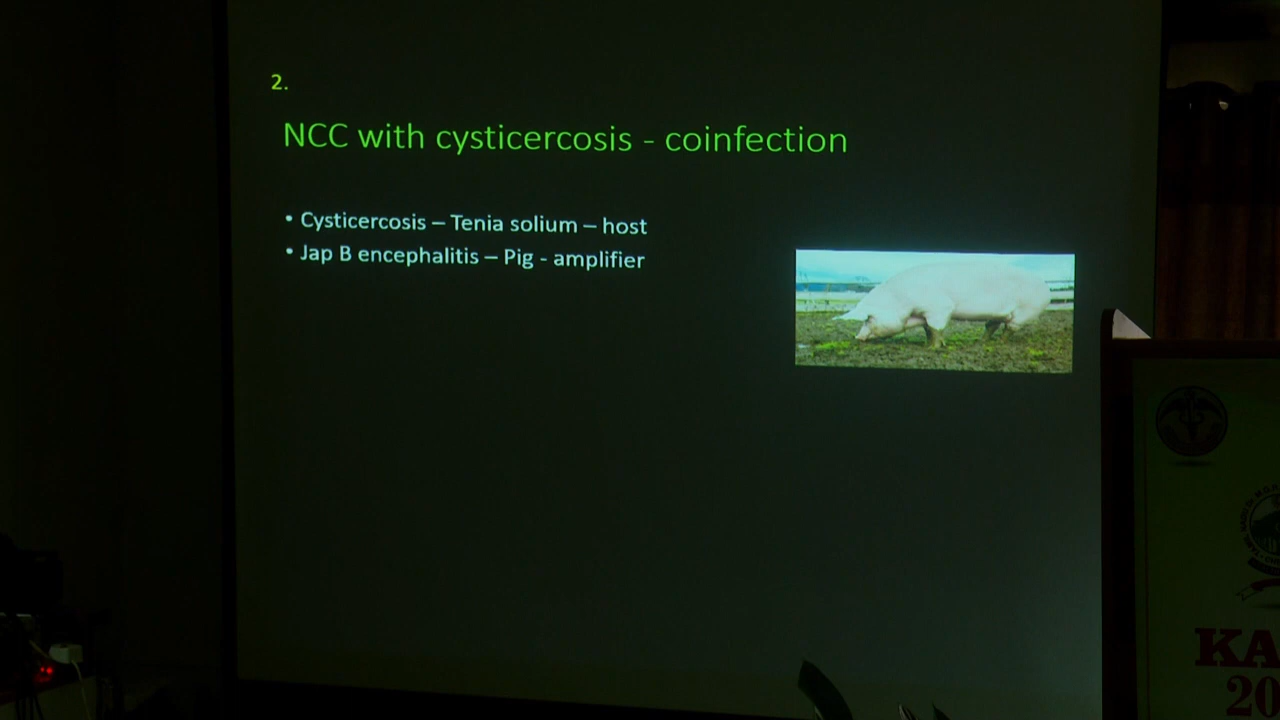 2.
NCC with cysticercosis - coinfection
• Cysticercosis – Tenia solium – host
• Jap B encephalitis – Pig - amplifier
KA
20